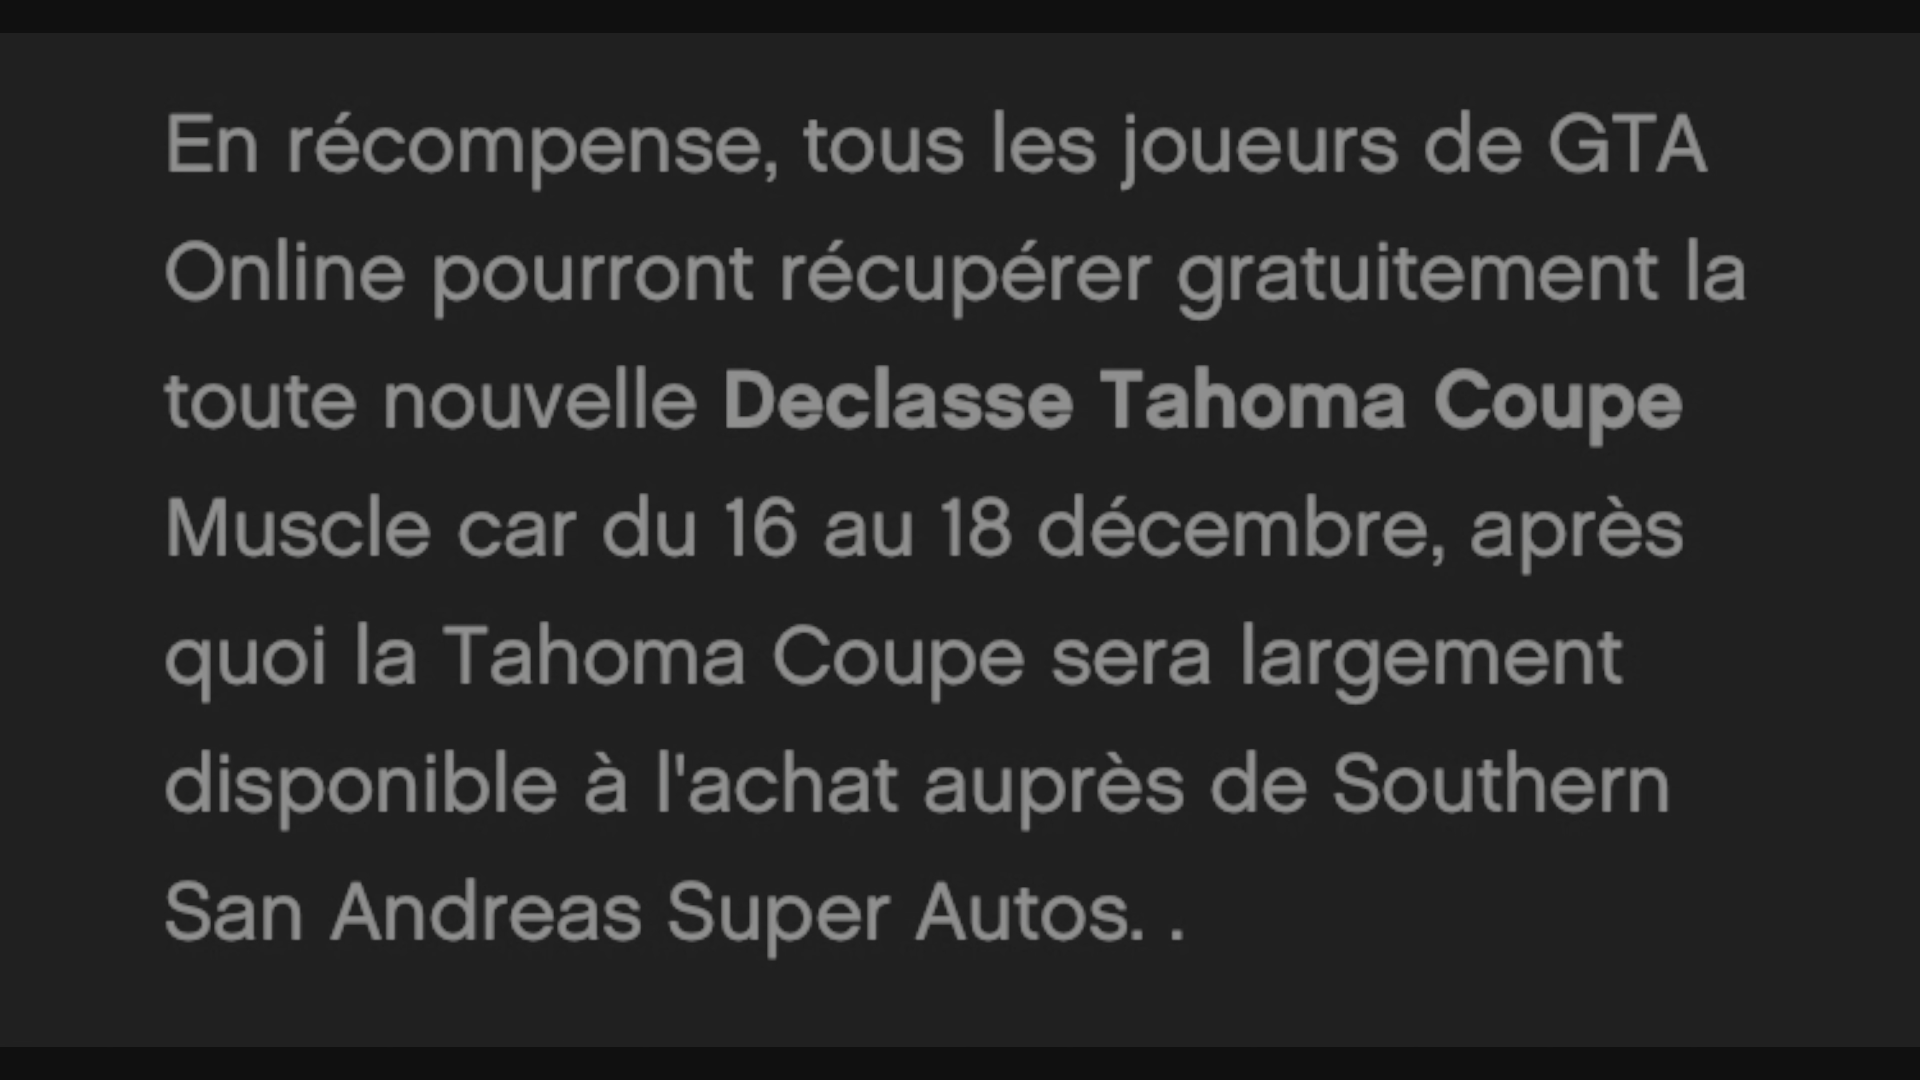 En récompense, tous les joueurs de GTA
Online pourront récupérer gratuitement la
toute nouvelle Declasse Tahoma Coupe
Muscle car du 16 au 18 décembre, après
quoi la Tahoma Coupe sera largement
disponible à l'achat auprès de Southern
San Andreas Super Autos. .